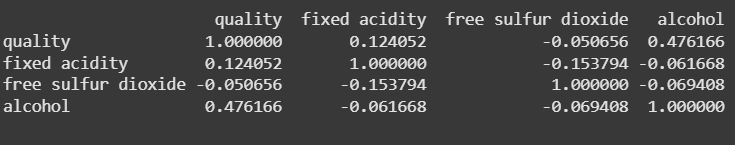 quality fixed acidity free sulfur dioxide alcohol
quality 1.000000 0.124052 -0.050656 0.476166
fixed acidity 0.124052 1.000000 -0.153794 -0.061668
free sulfur dioxide -0.050656 -0.153794 1.000000 -0.069408
alcohol 0.476166 -0.061668 -0.069408 1.000000